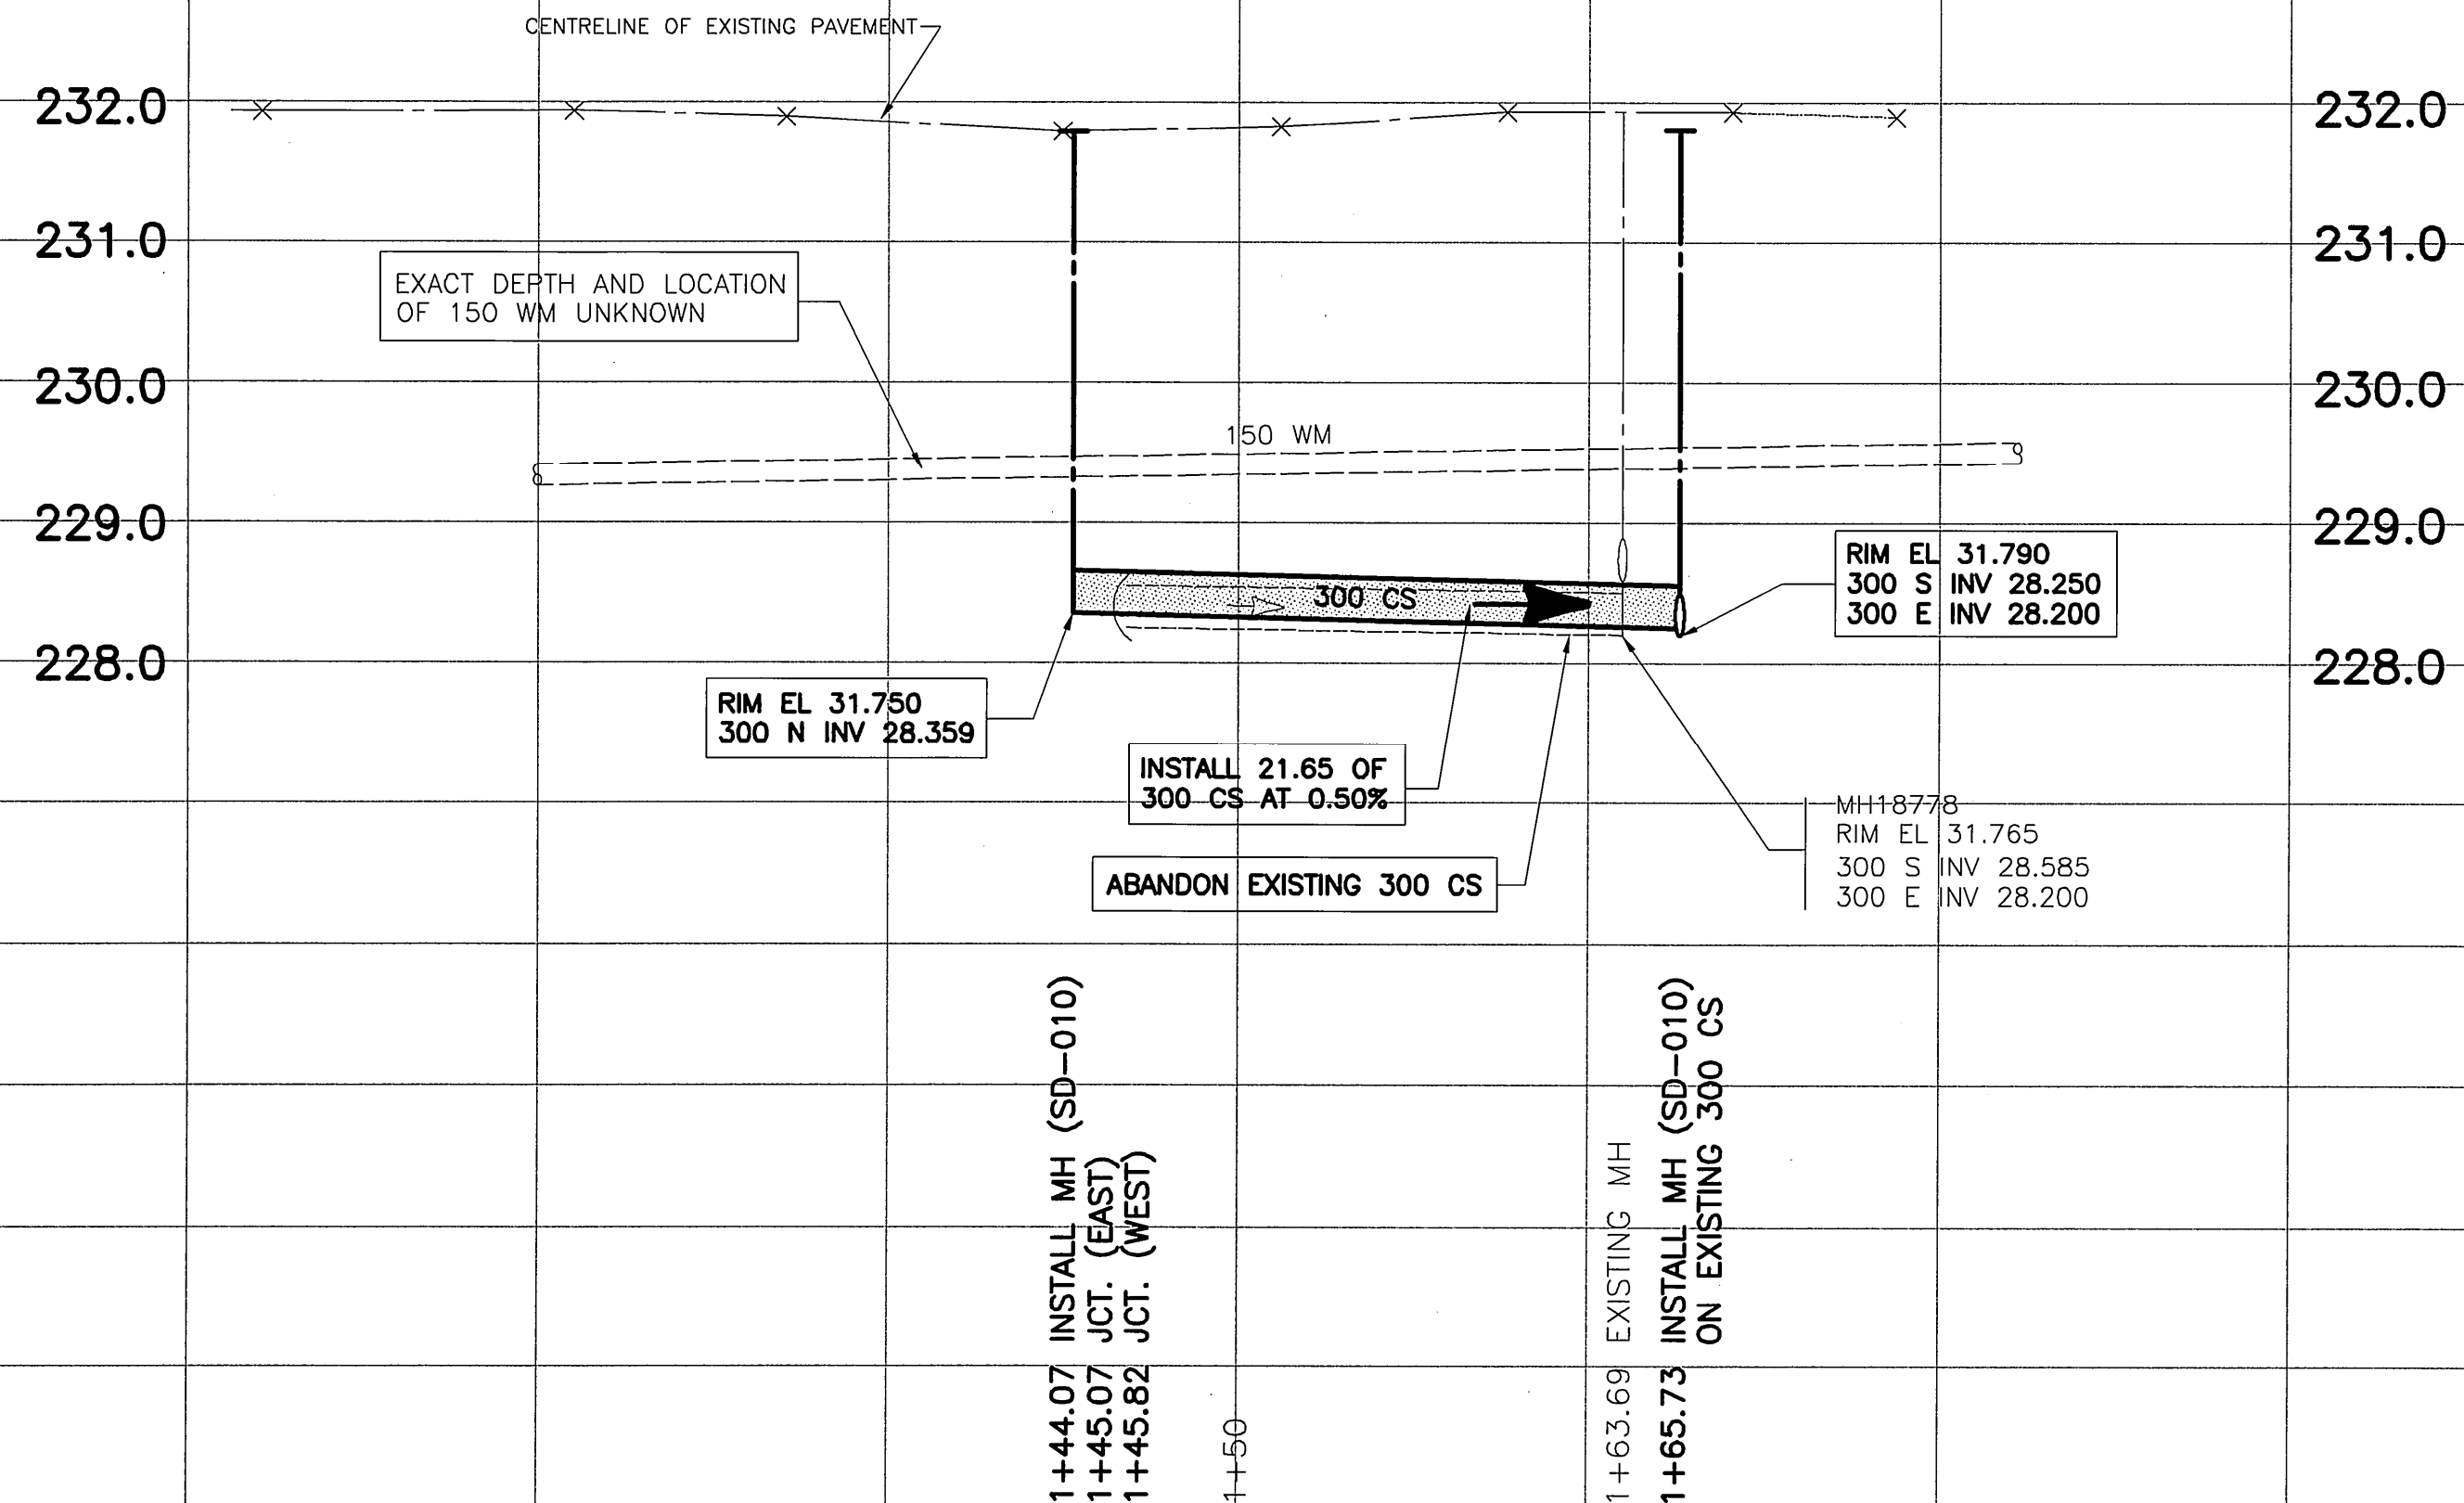 CENTRELINE OF EXISTING PAVEMENT
232.0
232.0
231.0
231.0
EXACT DEPTH AND LOCATION
OF 150 WM UNKNOWN
230.0
230.0
150 WM
229.0
229.0
RIM EL 31.790
300 S INV 28.250
300 E INV 28.200
300 CS
228.0
228.0
RIM EL 31.750
300 N INV 28.359
INSTALL 21.65 OF
300 CS AT 0.50%
MH18778
RIM EL 31.765
300 S INV 28.585
300 E INV 28.200
ABANDON EXISTING 300 CS
1+44.07 INSTALL MH (SD-010)
1+45.07 JCT. (EAST)
1+45.82 JCT. (WEST)
1+50
1+63.69 EXISTING MH
1+65.73 INSTALL MH (SD-010)
ON EXISTING 300 CS